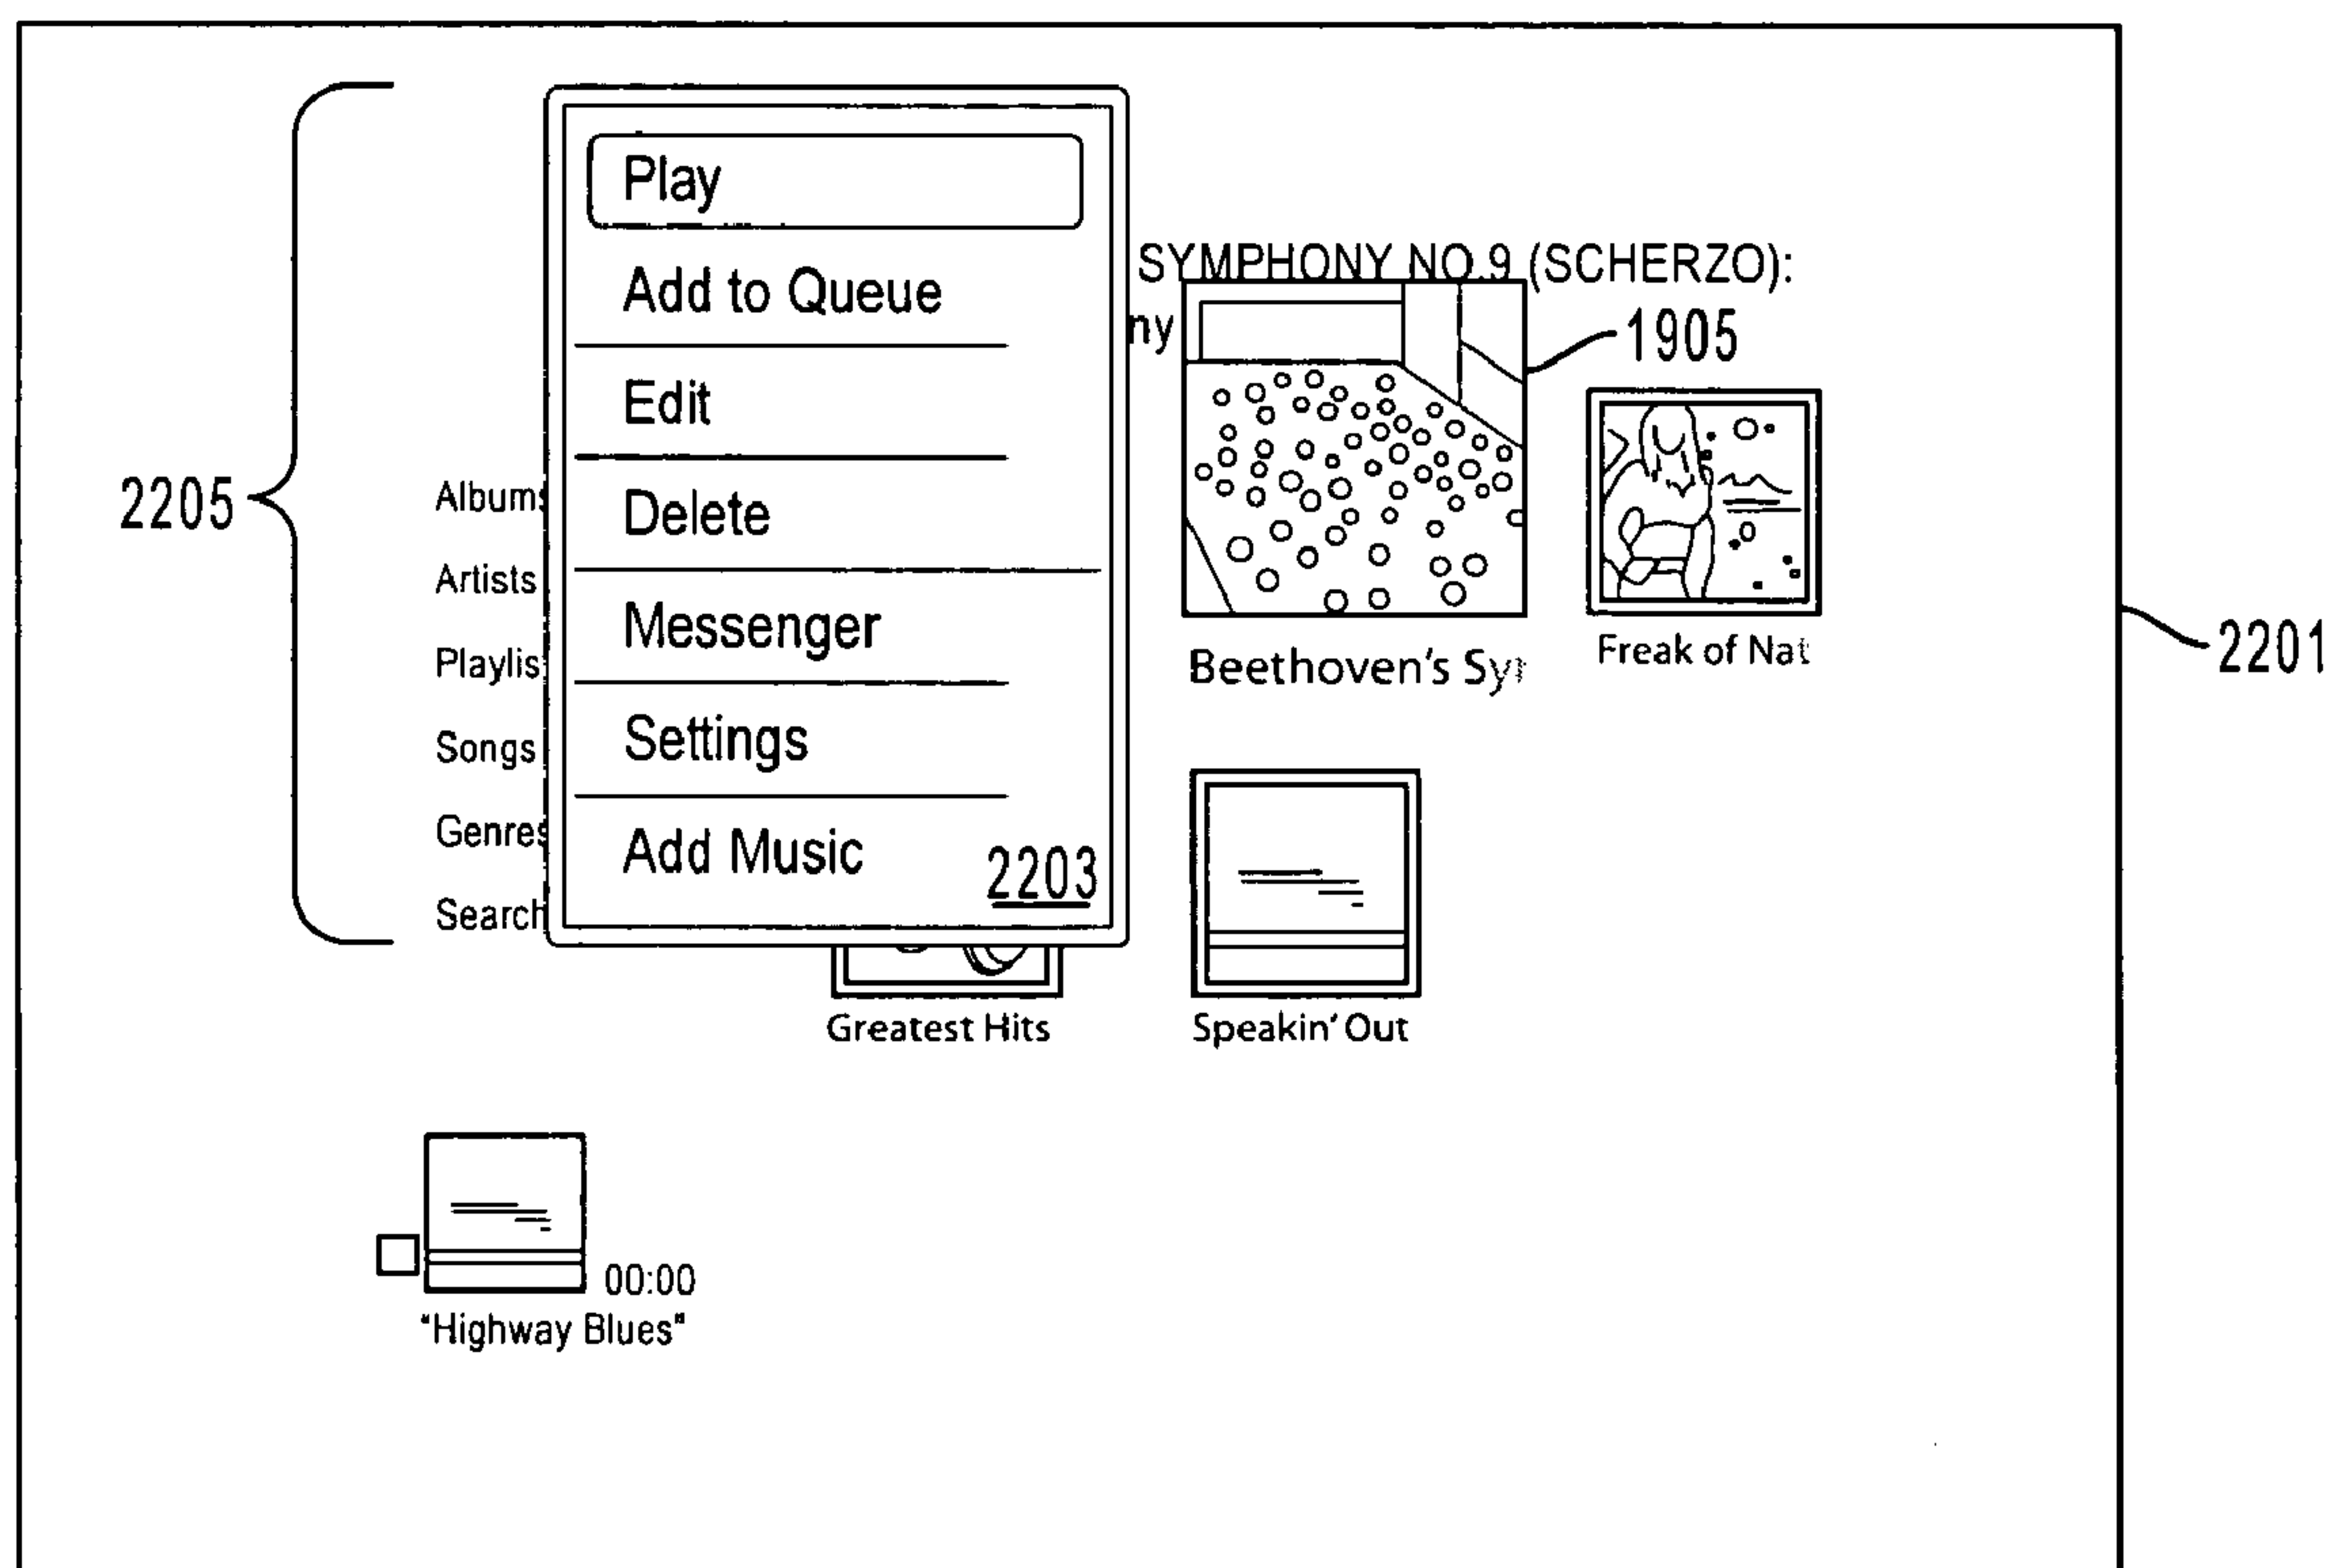 Play
Add to Queue
Edit
Delete
Messenger
Settings
Add Music
2203
SYMPHONY NO.9 (SCHERZO):
ny
1905
2205
Album
Artists
Playlis
Songs
Genres
Search
Beethoven's Sy
Freak of Nat
2201
Greatest Hits
Speakin' Out
00:00
"Highway Blues"